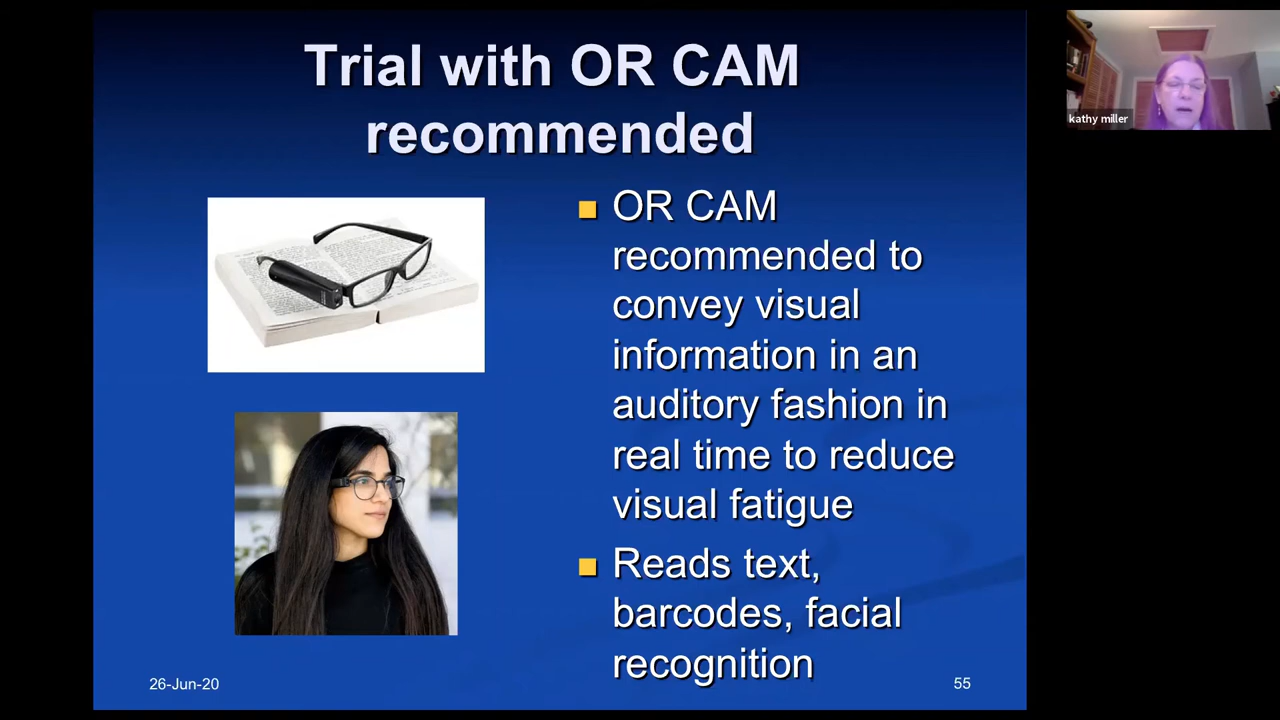 Trial with OR CAM
recommended
OR CAM
recommended to
convey visual
information in an
auditory fashion in
real time to reduce
visual fatigue
Reads text,
barcodes, facial
recognition
26-Jun-20
55
kathy miller